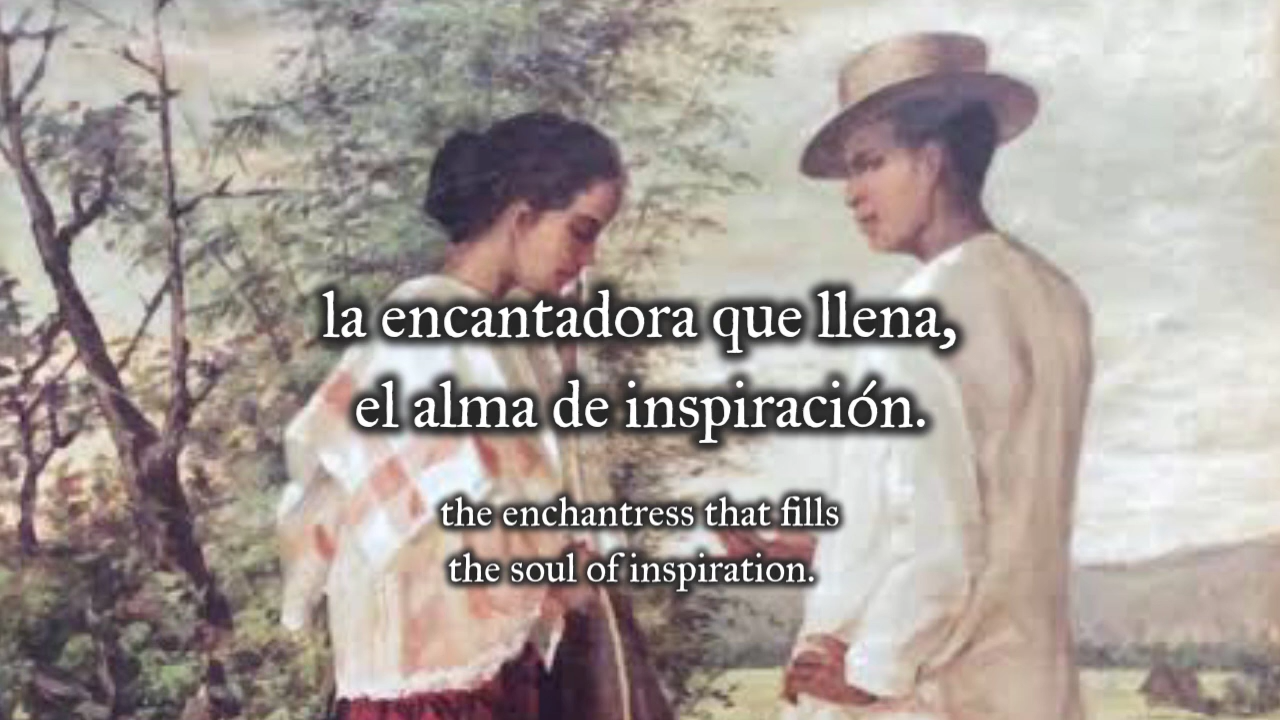 la encantadora que llena,
el alma de inspiración.
the enchantress that fills
the soul of inspiration.